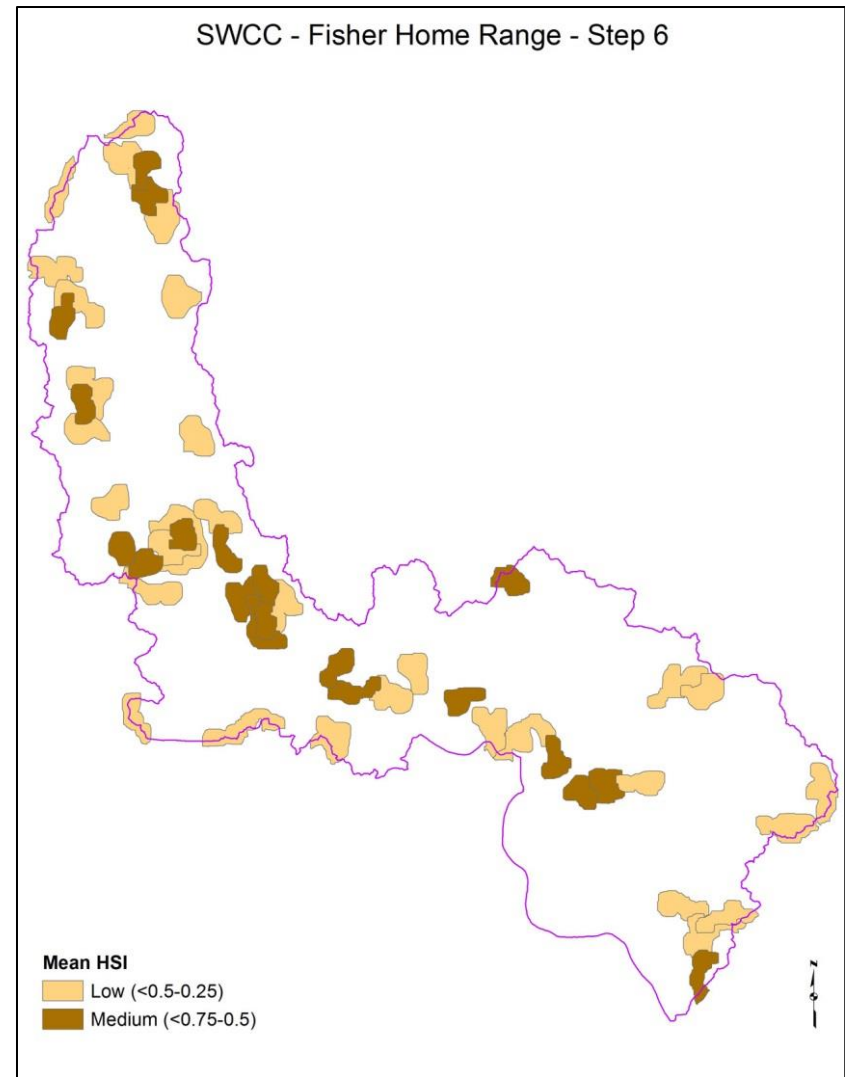 SWCC - Fisher Home Range - Step 6
Mean HSI
Low (<0.5-0.25)
Medium (<0.75-0.5)
N